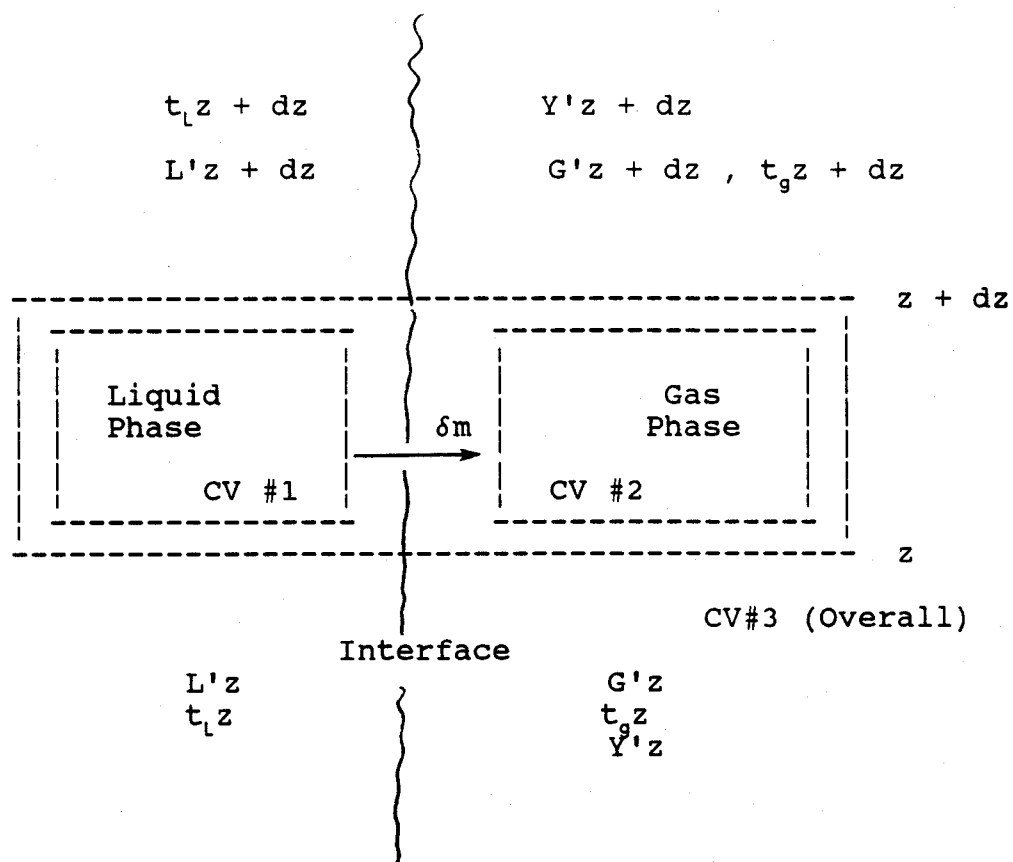 t_L z + dz Y'z + dz
L'z + dz G'z + dz , t_g z + dz
z + dz
Liquid Gas
Phase Phase
δm
CV #1 CV #2
z
CV#3 (Overall)
Interface
L'z G'z
t_L z t_g z
Y'z